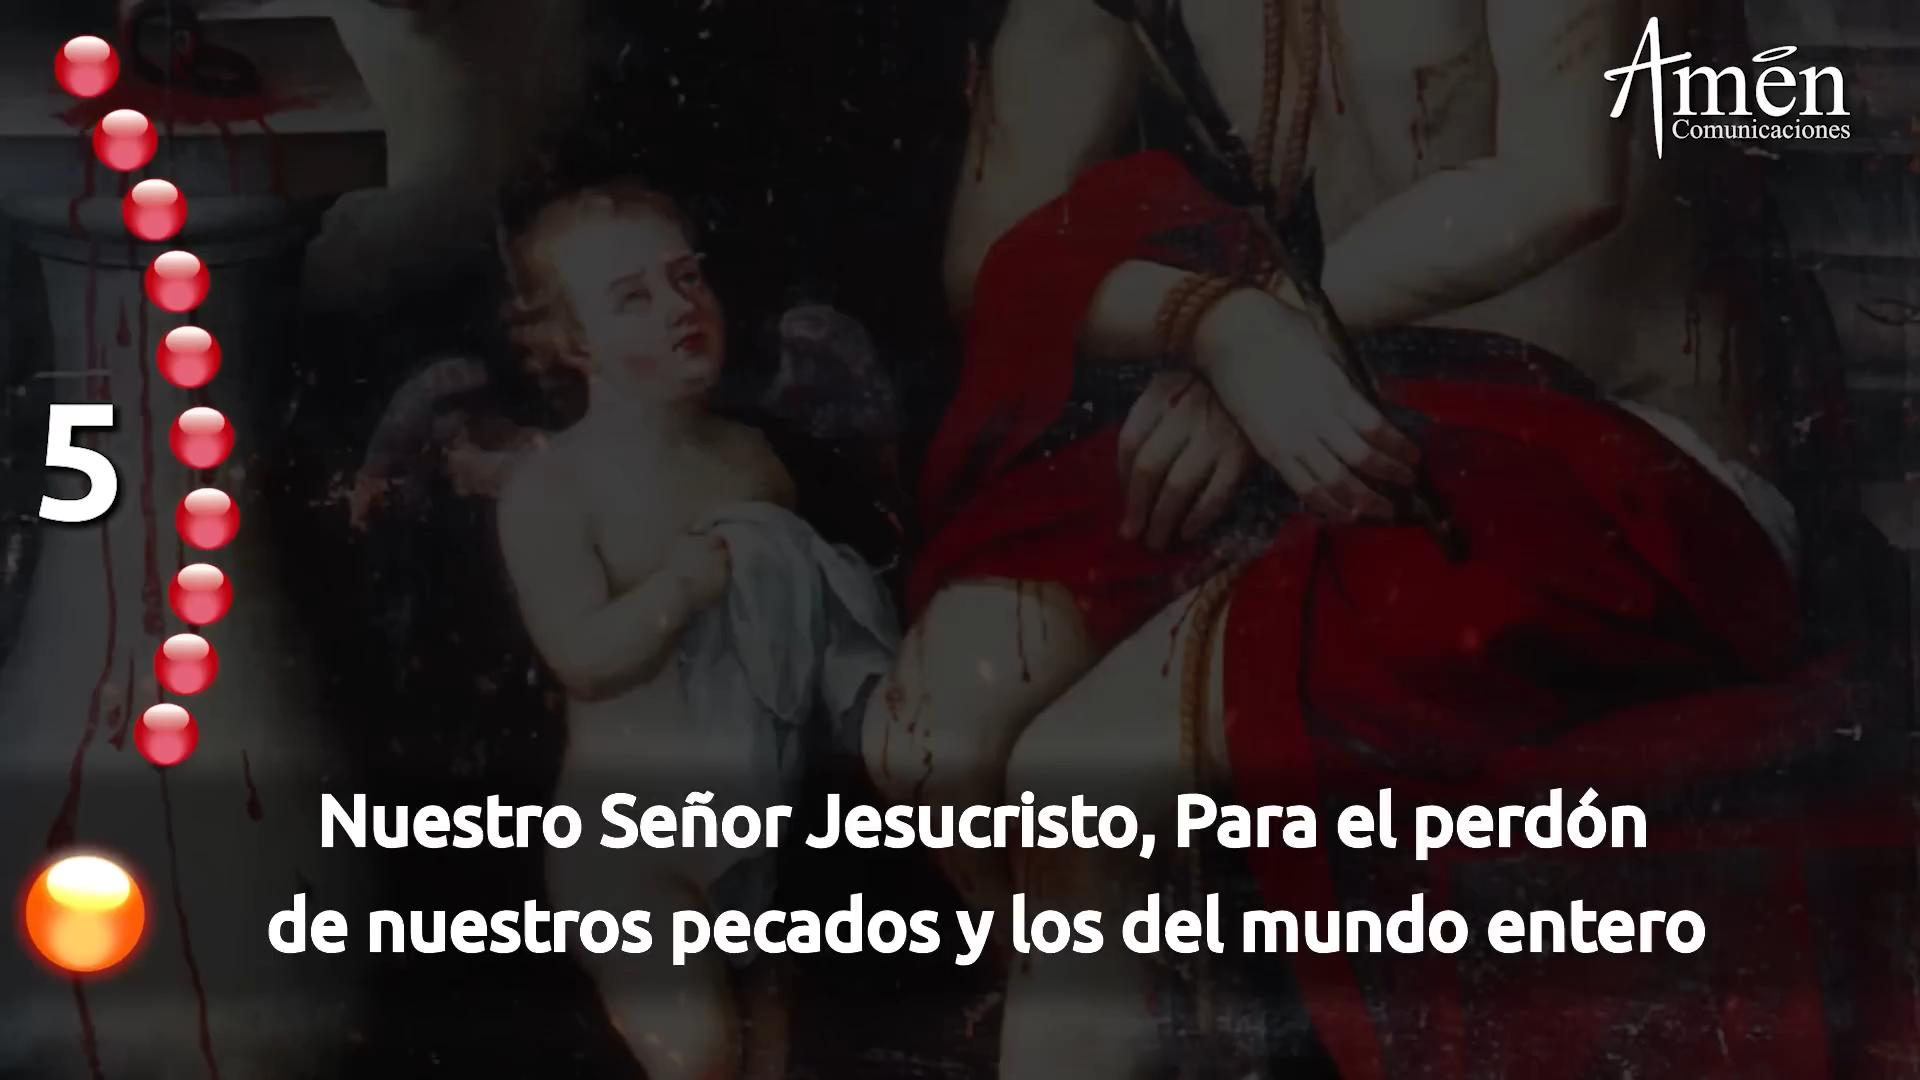 Amén
Comunicaciones
5
Nuestro Señor Jesucristo, Para el perdón
de nuestros pecados y los del mundo entero